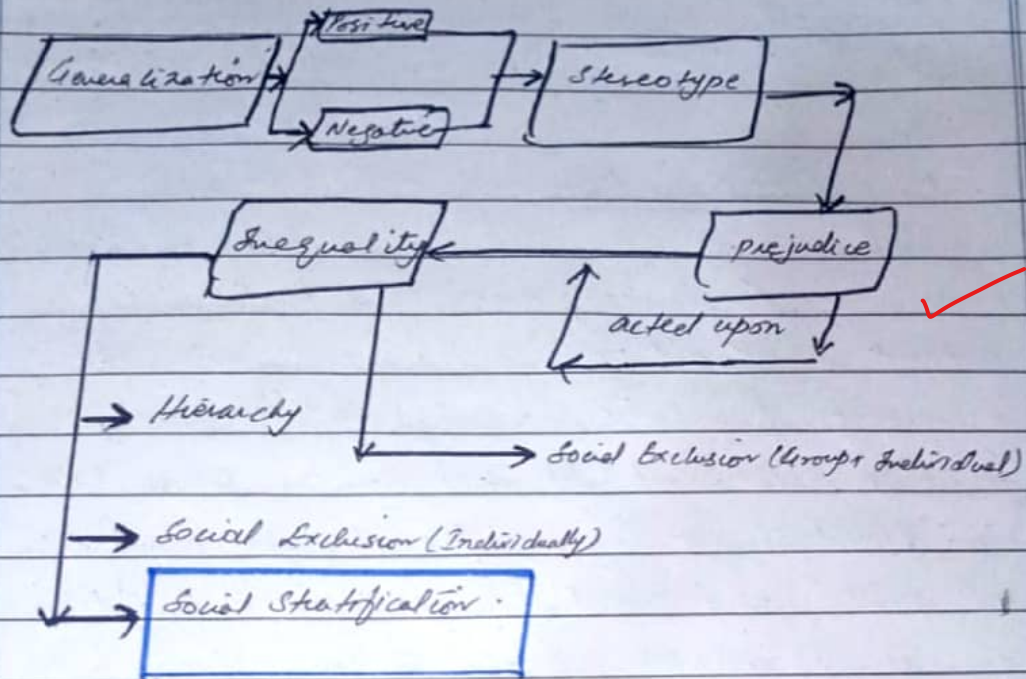 Positive
Generalization
Stereotype
Negative
Inequality
prejudice
acted upon
Hierarchy
Social Exclusion (Group + Individual)
Social Exclusion (Individually)
Social Stratification.